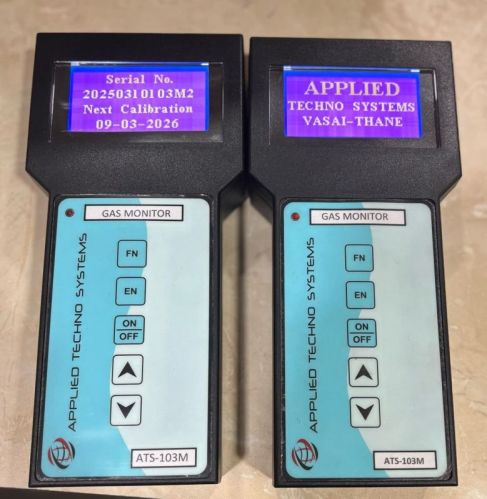 Serial No.
20250310103M2
Next Calibration
09-03-2026
GAS MONITOR
FN
EN
ON
OFF
APPLIED TECHNO SYSTEMS
ATS-103M
APPLIED
TECHNO SYSTEMS
VASAI-THANE
GAS MONITOR
FN
EN
ON
OFF
APPLIED TECHNO SYSTEMS
ATS-103M